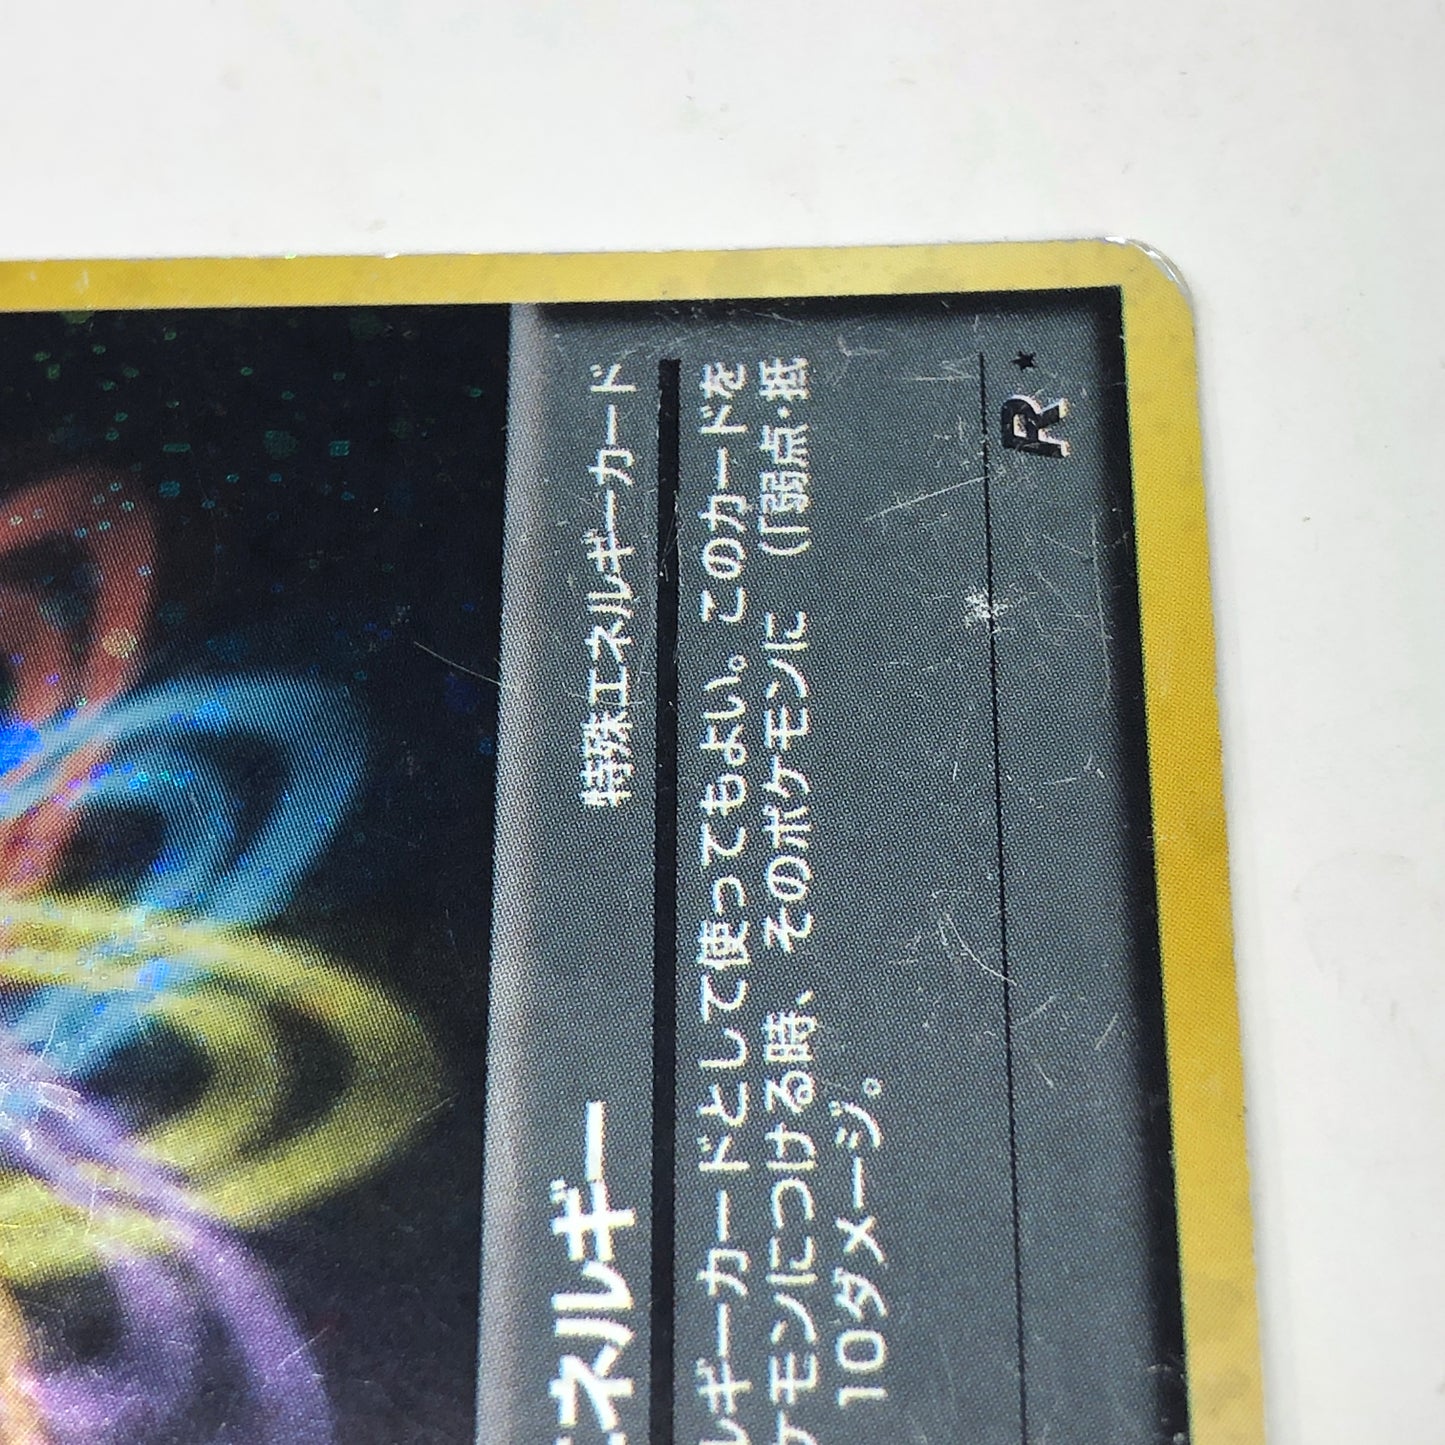 エネルギー
特殊エネルギーカード
ルギーカードとして使ってもよい。このカードを
ケモンにつける時、そのポケモンに (「弱点・抵
10ダメージ。
R ★